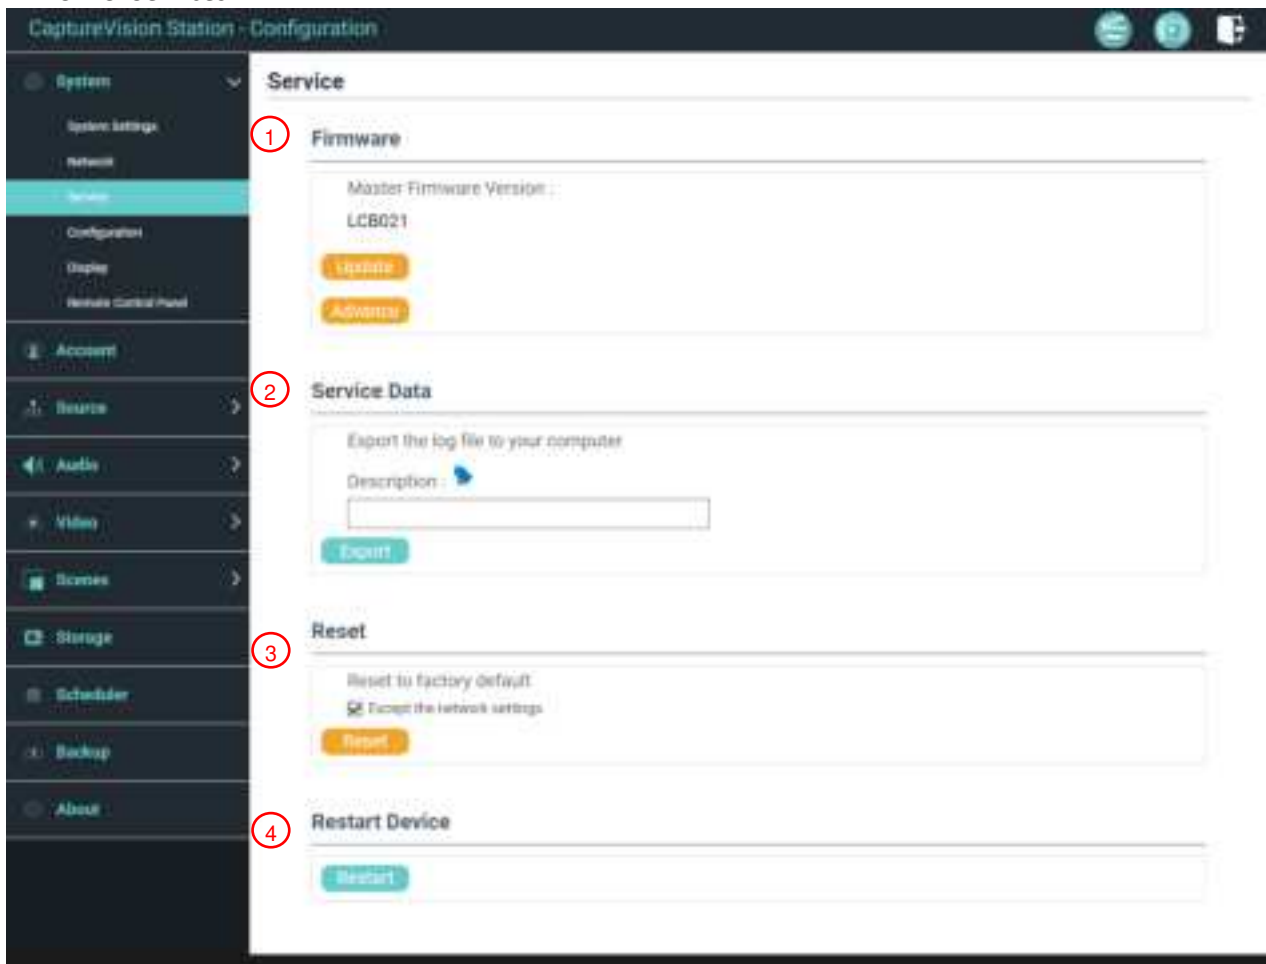 CaptureVision Station - Configuration
System
System Settings
Network
Service
Configuration
Display
Remote Control Panel
Account
Source
Audio
Video
Scenes
Storage
Scheduler
Backup
About
Service
1
Firmware
Master Firmware Version :
LCB021
Update
Advance
2
Service Data
Export the log file to your computer
Description :
Export
3
Reset
Reset to factory default
Except the network settings
Reset
4
Restart Device
Restart